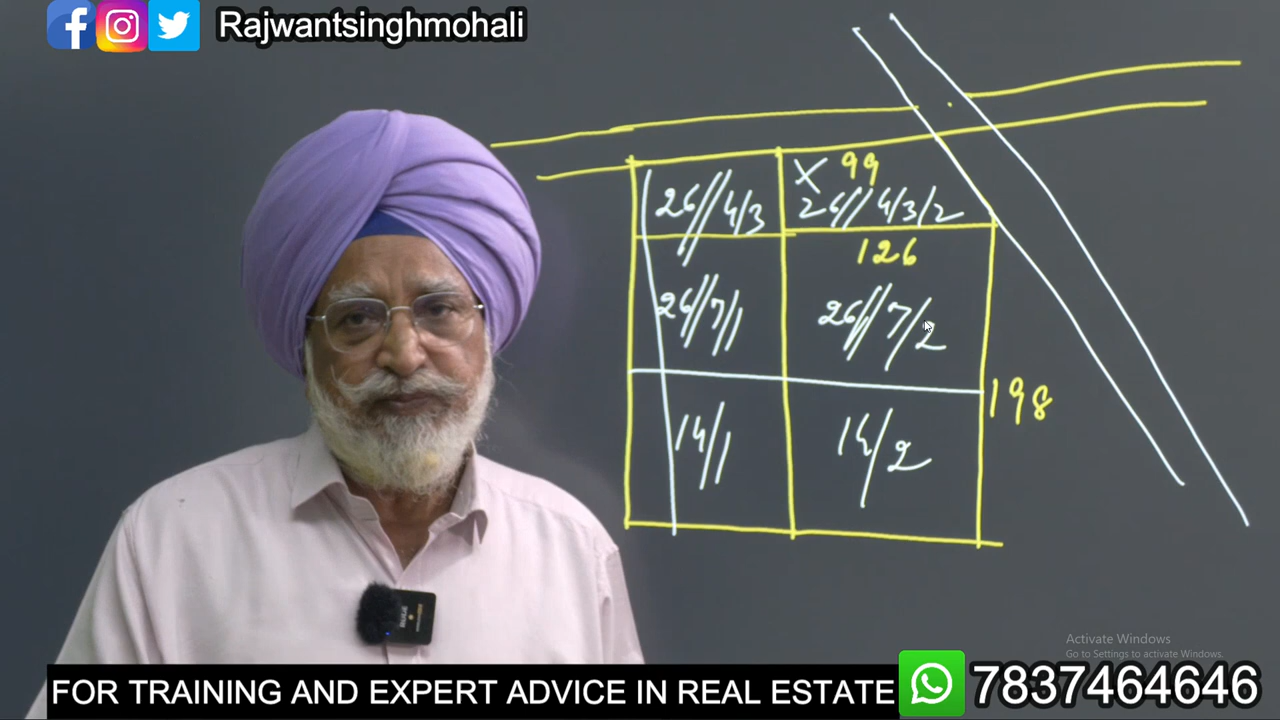 Rajwantsinghmohali
X 99
26//4/3
26//4/3/2
126
26//7/1
26//7/2
198
14/1
14/2
Activate Windows
Go to Settings to activate Windows.
FOR TRAINING AND EXPERT ADVICE IN REAL ESTATE 7837464646